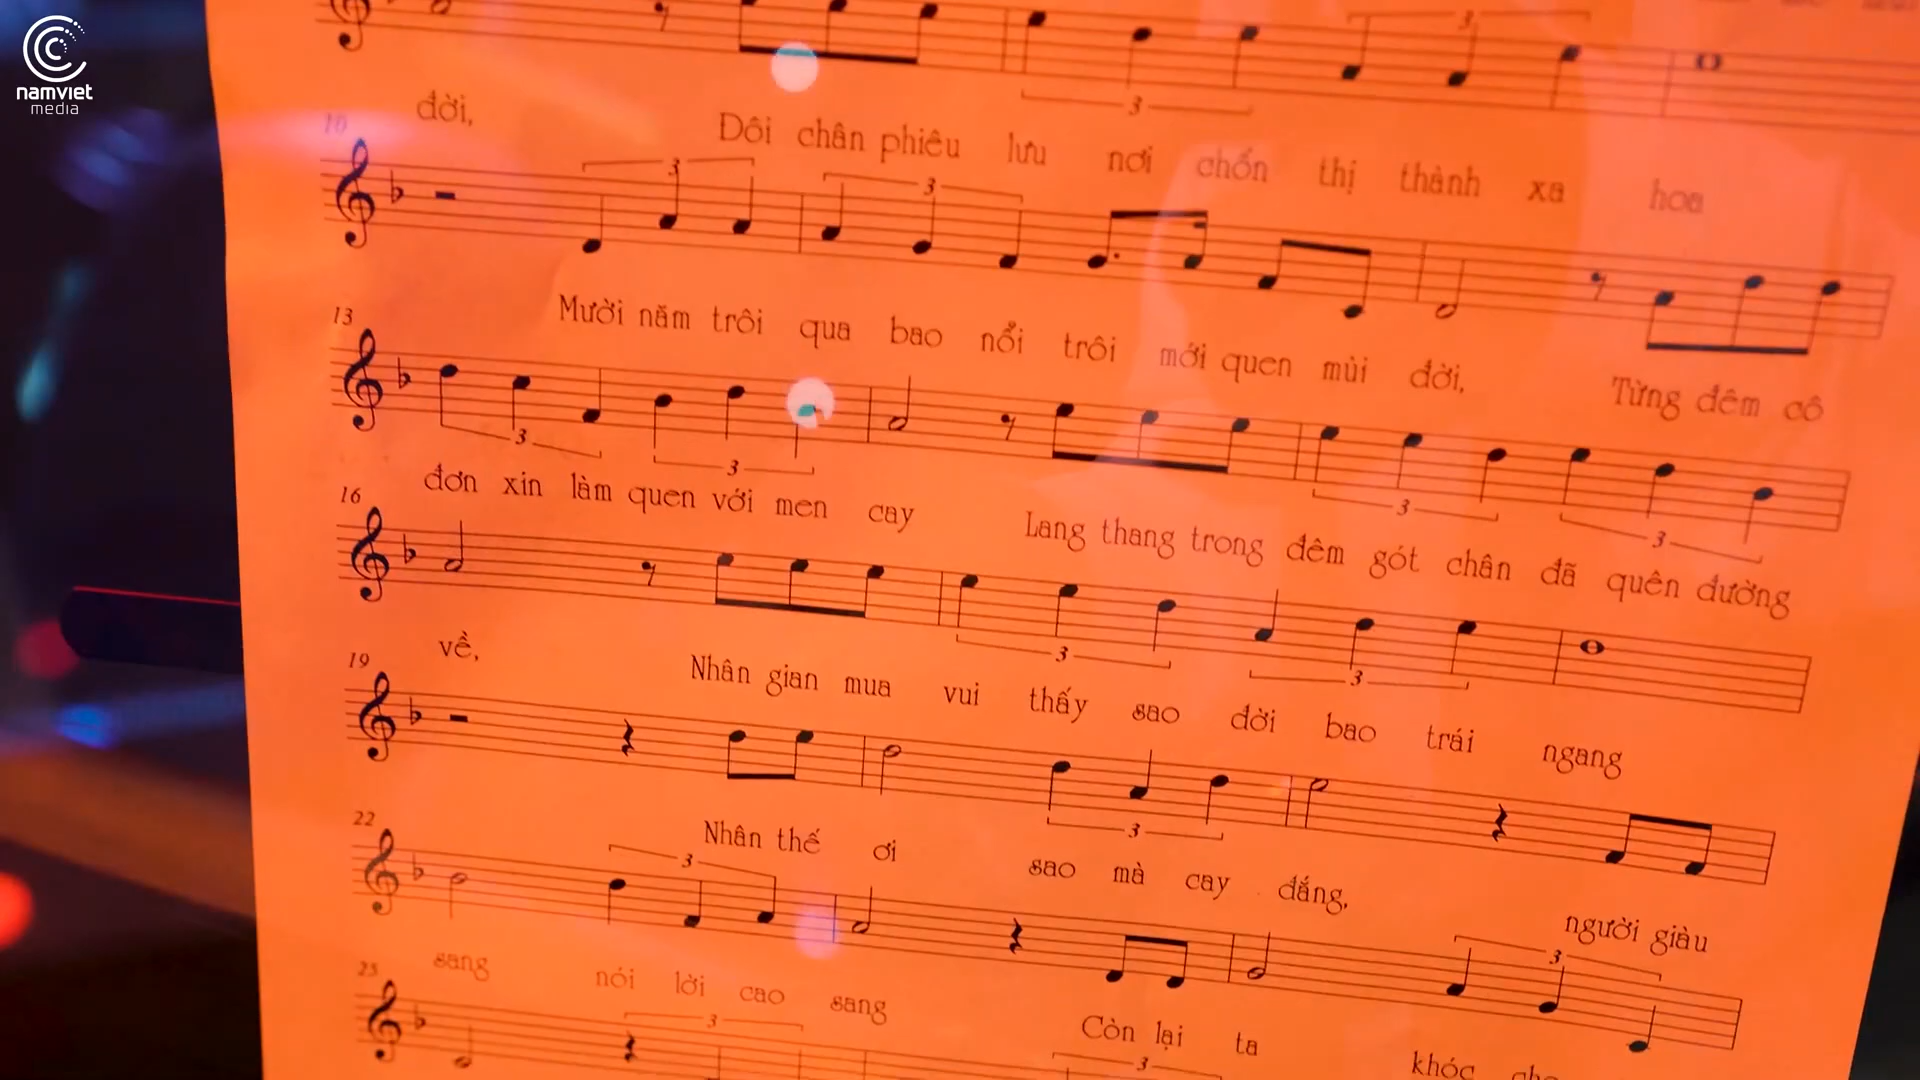 namviet
media
đời, Đôi chân phiêu lưu nơi chốn thị thành xa hoa
10
Mười năm trôi qua bao nổi trôi mới quen mùi đời, Từng đêm cô
13
đơn xin làm quen với men cay Lang thang trong đêm gót chân đã quên đường
16
về, Nhân gian mua vui thấy sao đời bao trái ngang
19
Nhân thế ơi sao mà cay đắng, người giàu
22
sang nói lời cao sang Còn lại ta khóc
25